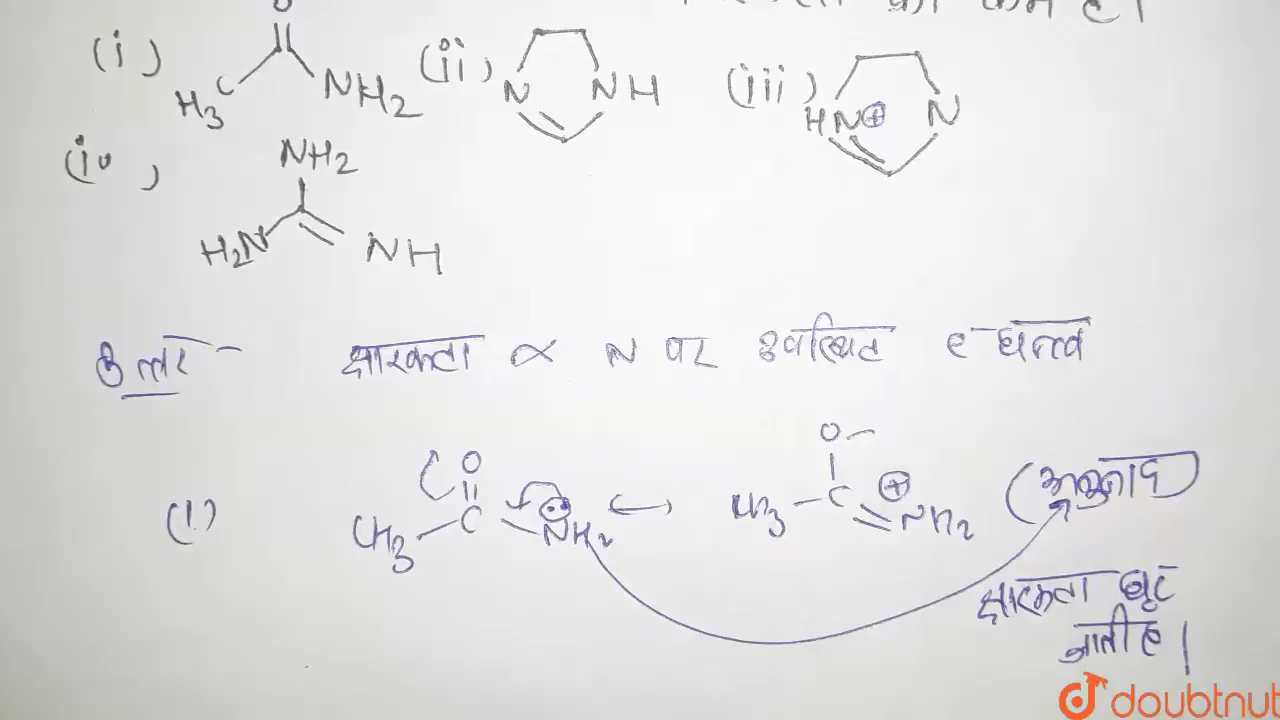 का क्रम है।
(i) H3C NH2 (ii) N NH (iii) HN⊕ N
(iv) NH2
H2N NH
उत्तर - क्षारकता ∝ N पर उपस्थित e⁻ घनत्व
(1) CH3 - C = O - NH2 ⟷ CH3 - C - O⁻ = NH2 ⊕ (अनुनाद)
क्षारकता घट
जाती है।
doubtnut